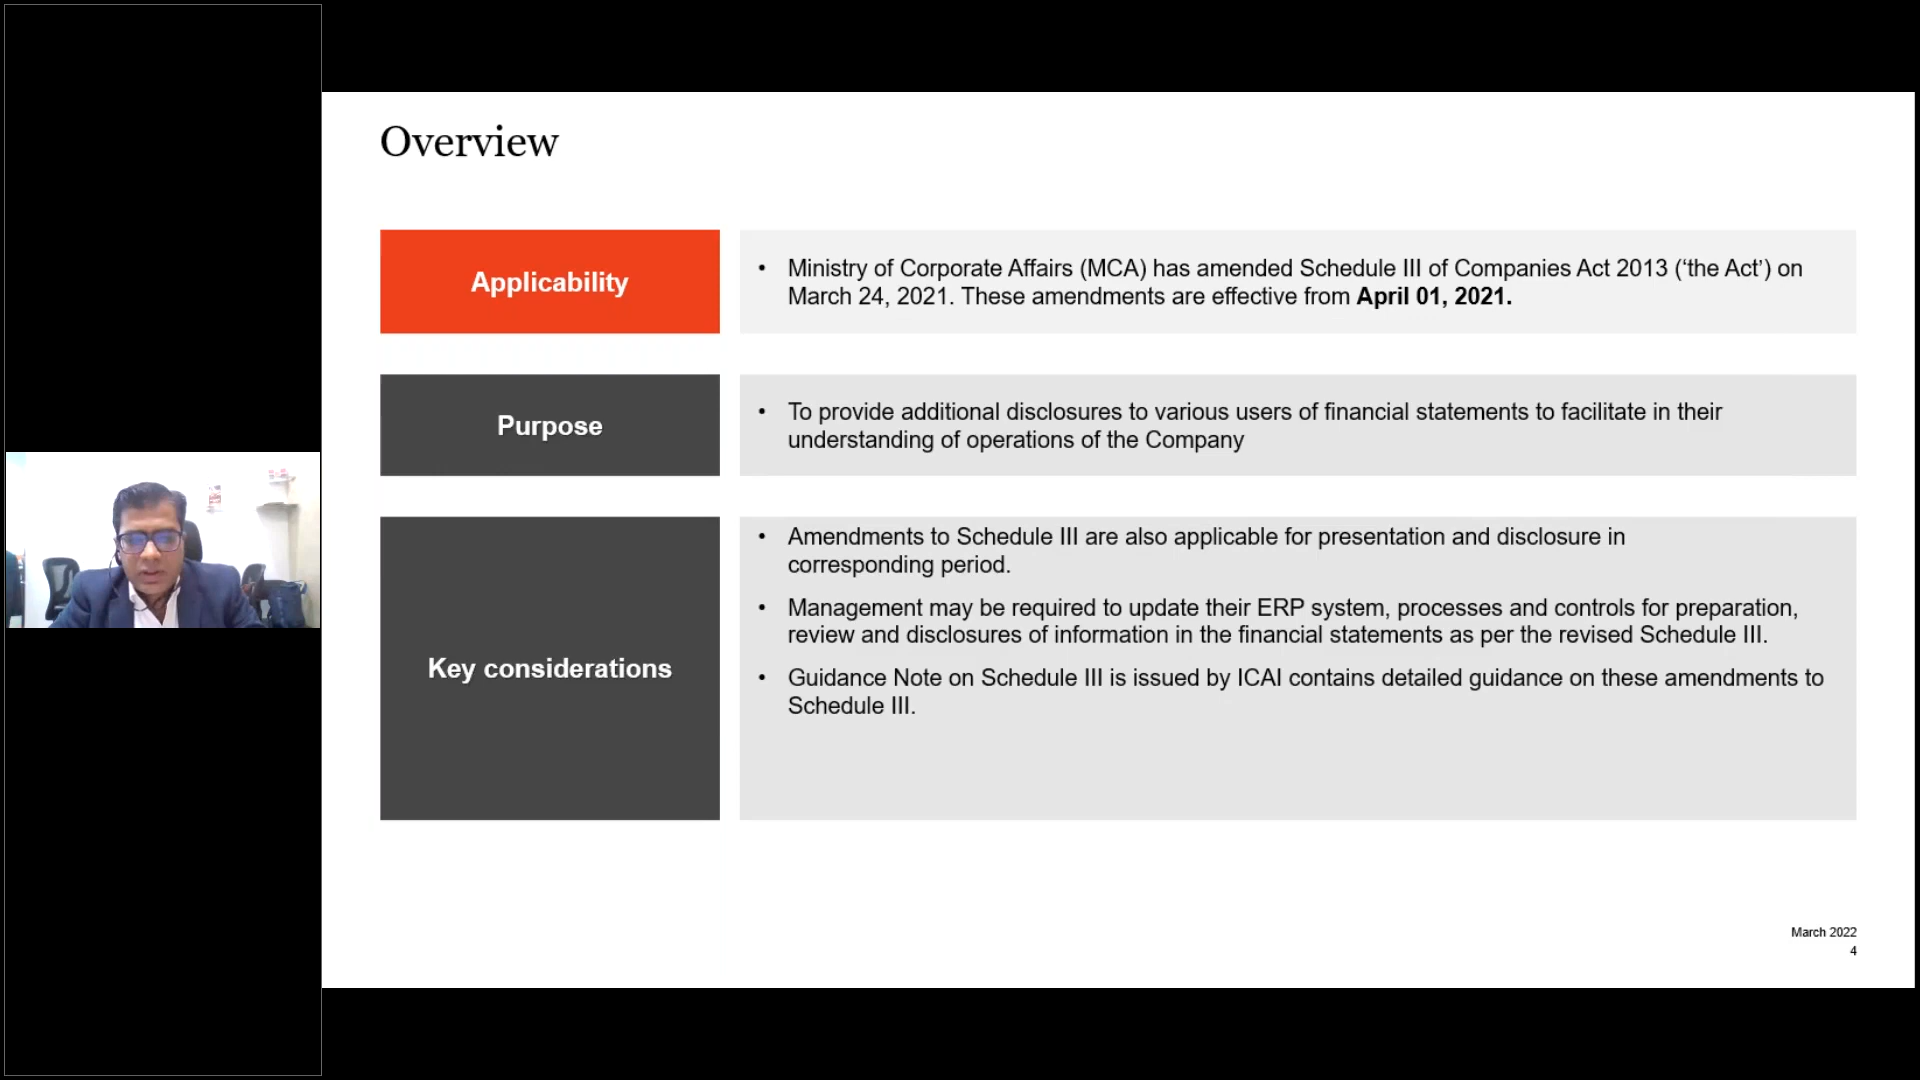 Overview
Applicability
• Ministry of Corporate Affairs (MCA) has amended Schedule III of Companies Act 2013 (‘the Act’) on
March 24, 2021. These amendments are effective from April 01, 2021.
Purpose
• To provide additional disclosures to various users of financial statements to facilitate in their
understanding of operations of the Company
Key considerations
• Amendments to Schedule III are also applicable for presentation and disclosure in
corresponding period.
• Management may be required to update their ERP system, processes and controls for preparation,
review and disclosures of information in the financial statements as per the revised Schedule III.
• Guidance Note on Schedule III is issued by ICAI contains detailed guidance on these amendments to
Schedule III.
March 2022
4